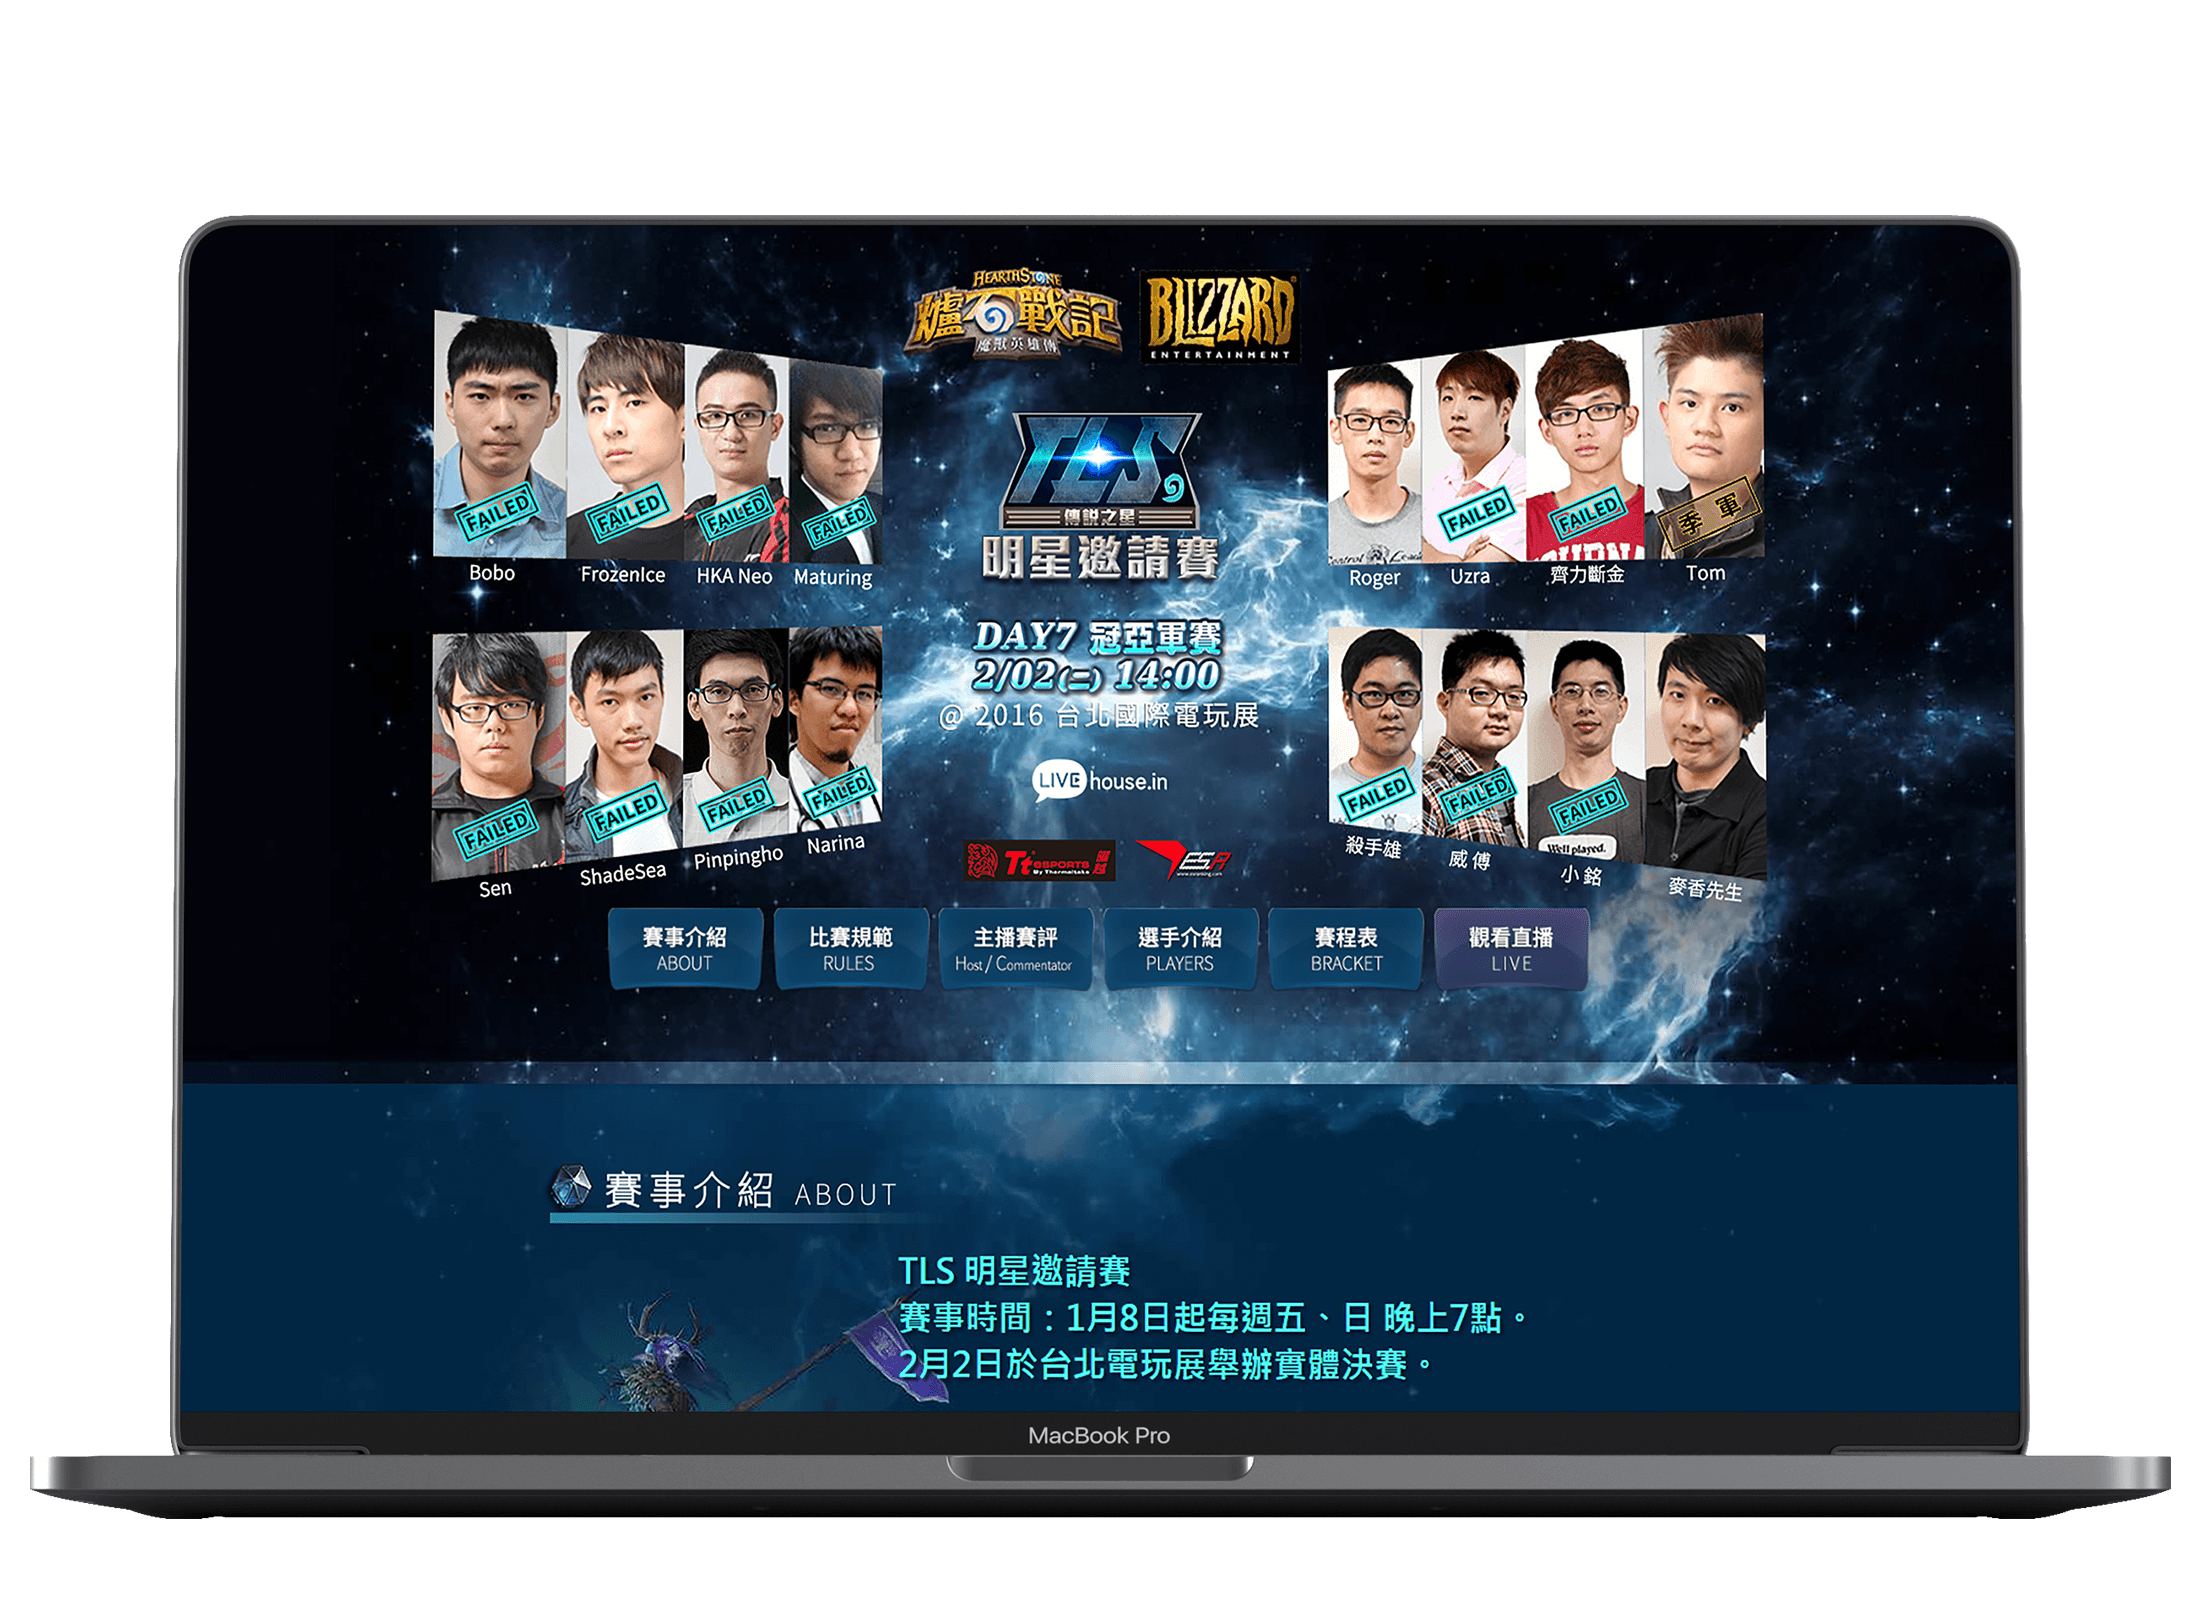 HEARTHSTONE
爐石戰記
魔獸英雄傳
BLIZZARD
ENTERTAINMENT
TLS
傳說之星
明星邀請賽
DAY7 冠亞軍賽
2/02(二) 14:00
@ 2016 台北國際電玩展
LIVE house.in
FAILED
FAILED
FAILED
FAILED
Bobo
FrozenIce
HKA Neo
Maturing
FAILED
FAILED
季軍
Roger
Uzra
齊力斷金
Tom
FAILED
FAILED
FAILED
FAILED
Sen
ShadeSea
Pinpingho
Narina
FAILED
FAILED
FAILED
Well played.
殺手雄
威傅
小銘
麥香先生
Tt eSPORTS
By Thermaltake
ESR
賽事介紹
ABOUT
比賽規範
RULES
主播賽評
Host / Commentator
選手介紹
PLAYERS
賽程表
BRACKET
觀看直播
LIVE
賽事介紹 ABOUT
TLS 明星邀請賽
賽事時間：1月8日起每週五、日 晚上7點。
2月2日於台北電玩展舉辦實體決賽。
MacBook Pro